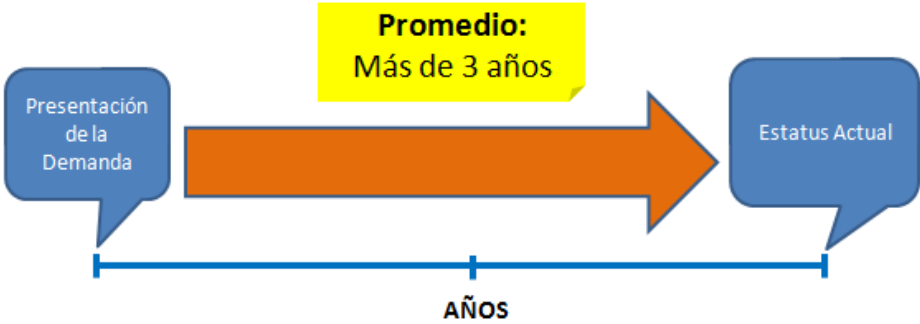 Promedio:
Más de 3 años
Presentación
de la
Demanda
Estatus Actual
AÑOS